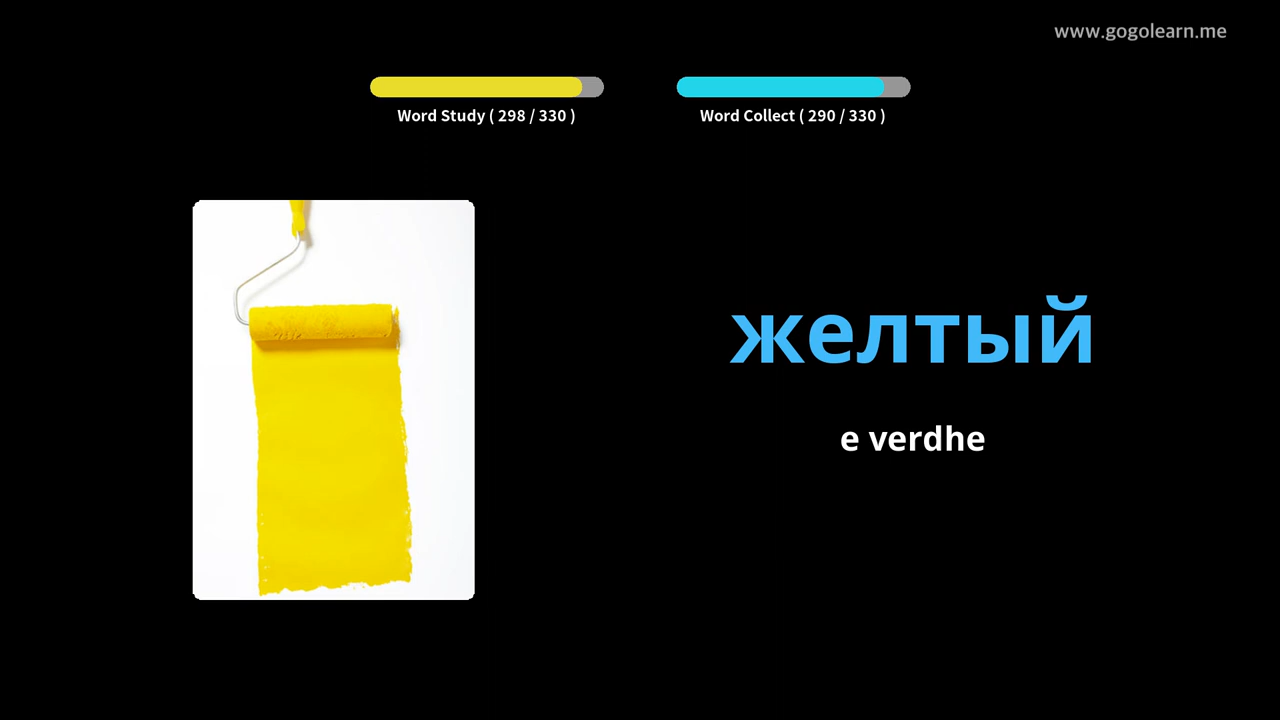 www.gogolearn.me
Word Study ( 298 / 330 )
Word Collect ( 290 / 330 )
желтый
e verdhe